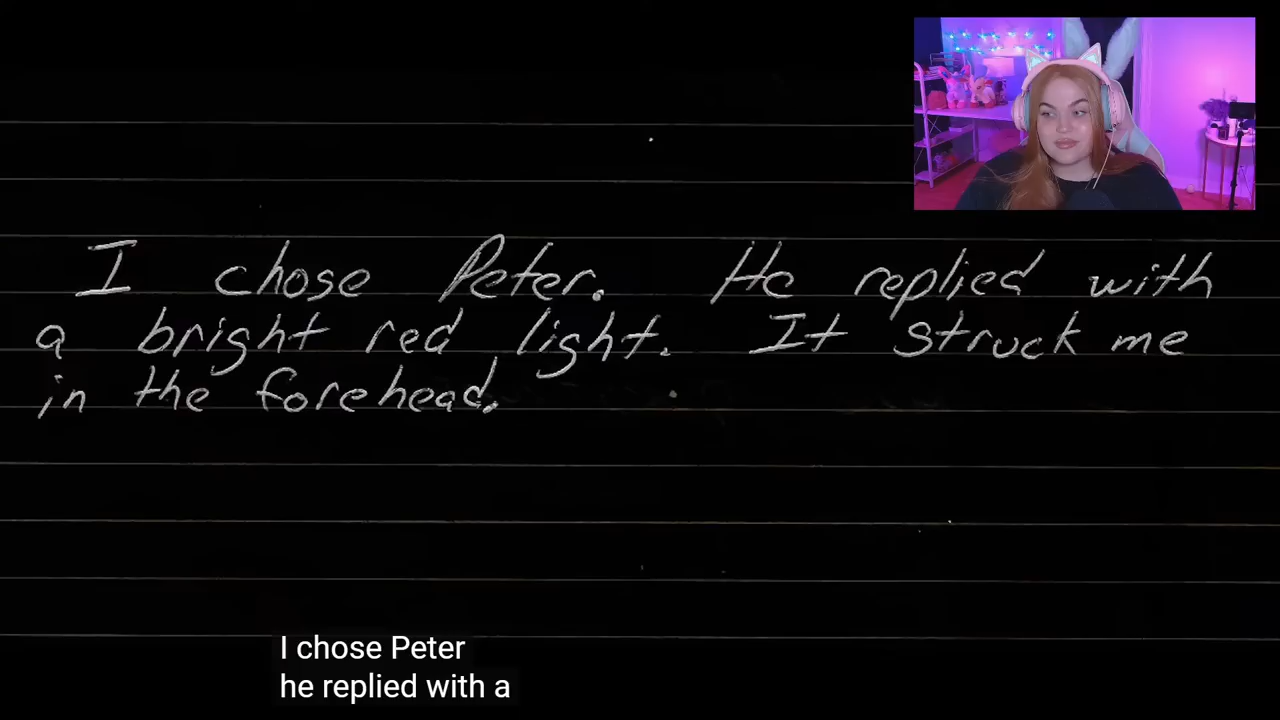 I chose Peter. He replied with
a bright red light. It struck me
in the forehead.
I chose Peter
he replied with a